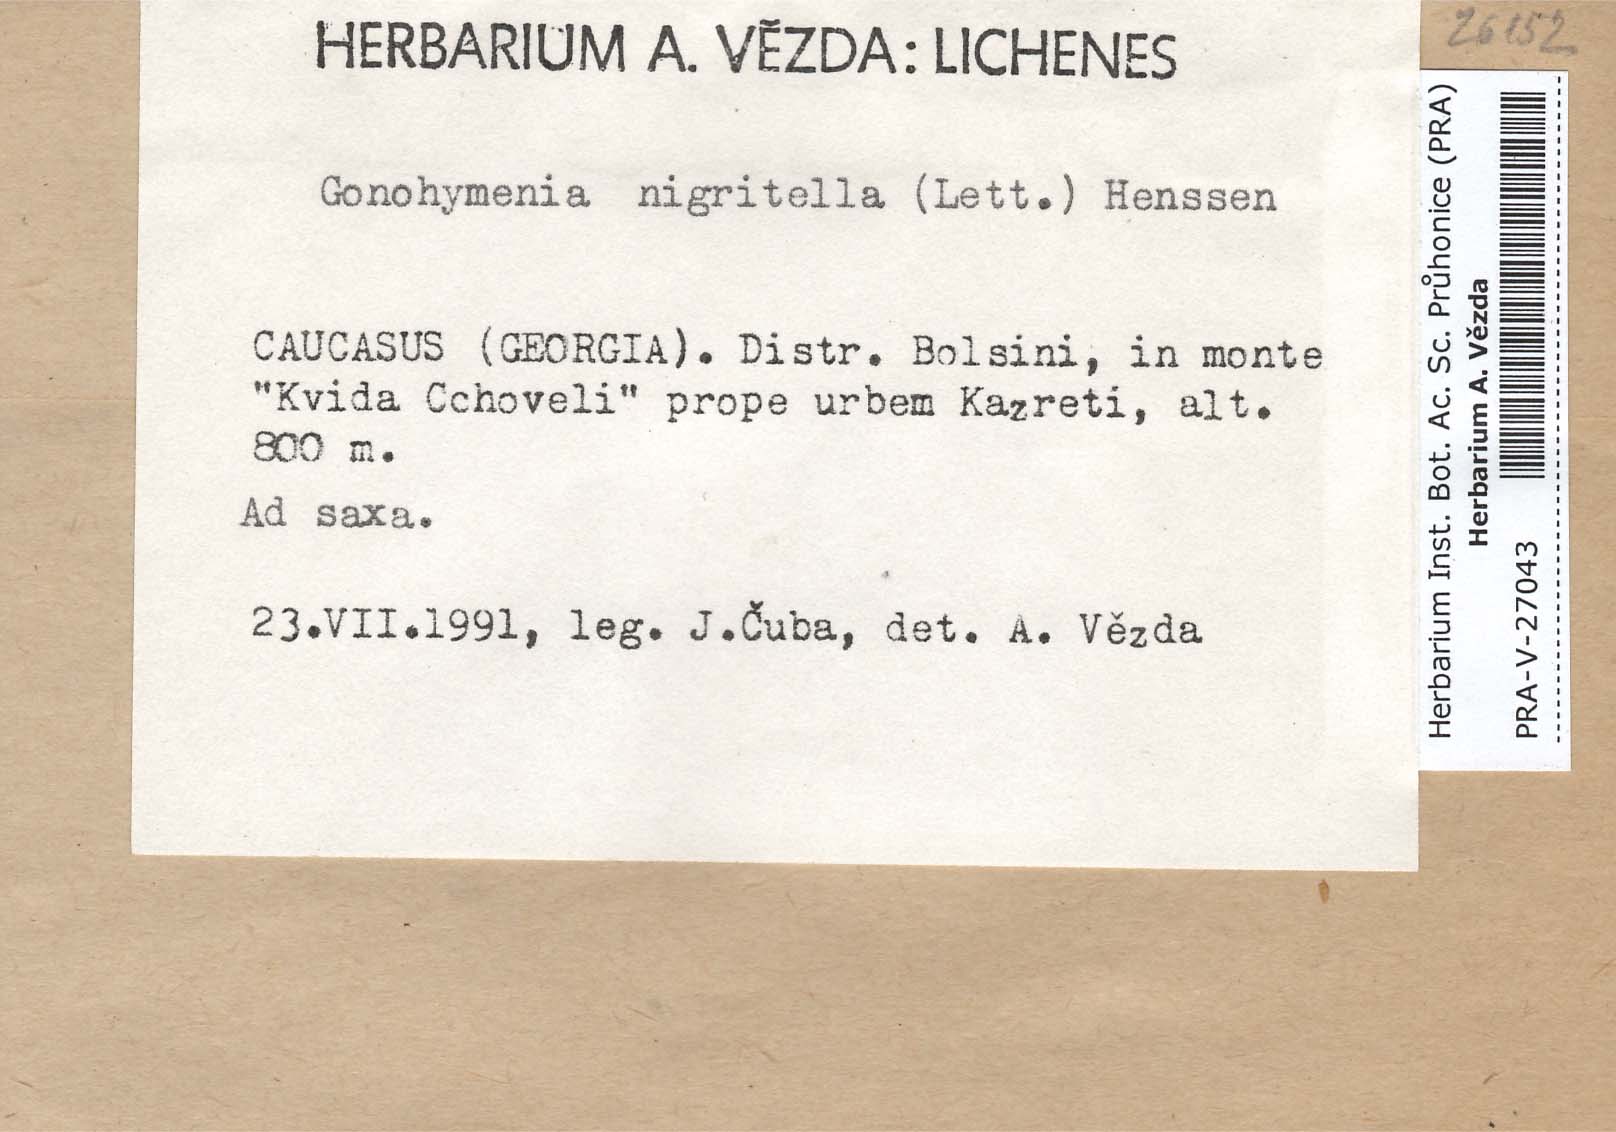 HERBARIUM A. VĚZDA: LICHENES
Gonohymenia nigritella (Lett.) Henssen
CAUCASUS (GEORGIA). Distr. Bolsini, in monte
"Kvida Cchoveli" prope urbem Kazreti, alt.
800 m.
Ad saxa.
23.VII.1991, leg. J.Čuba, det. A. Vězda
26152
Herbarium Inst. Bot. Ac. Sc. Průhonice (PRA)
Herbarium A. Vězda
PRA-V-27043